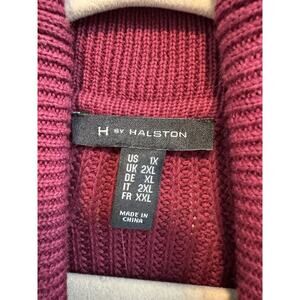 H BY HALSTON
US 1X
UK 2XL
DE XL
IT 2XL
FR XXL
MADE IN
CHINA